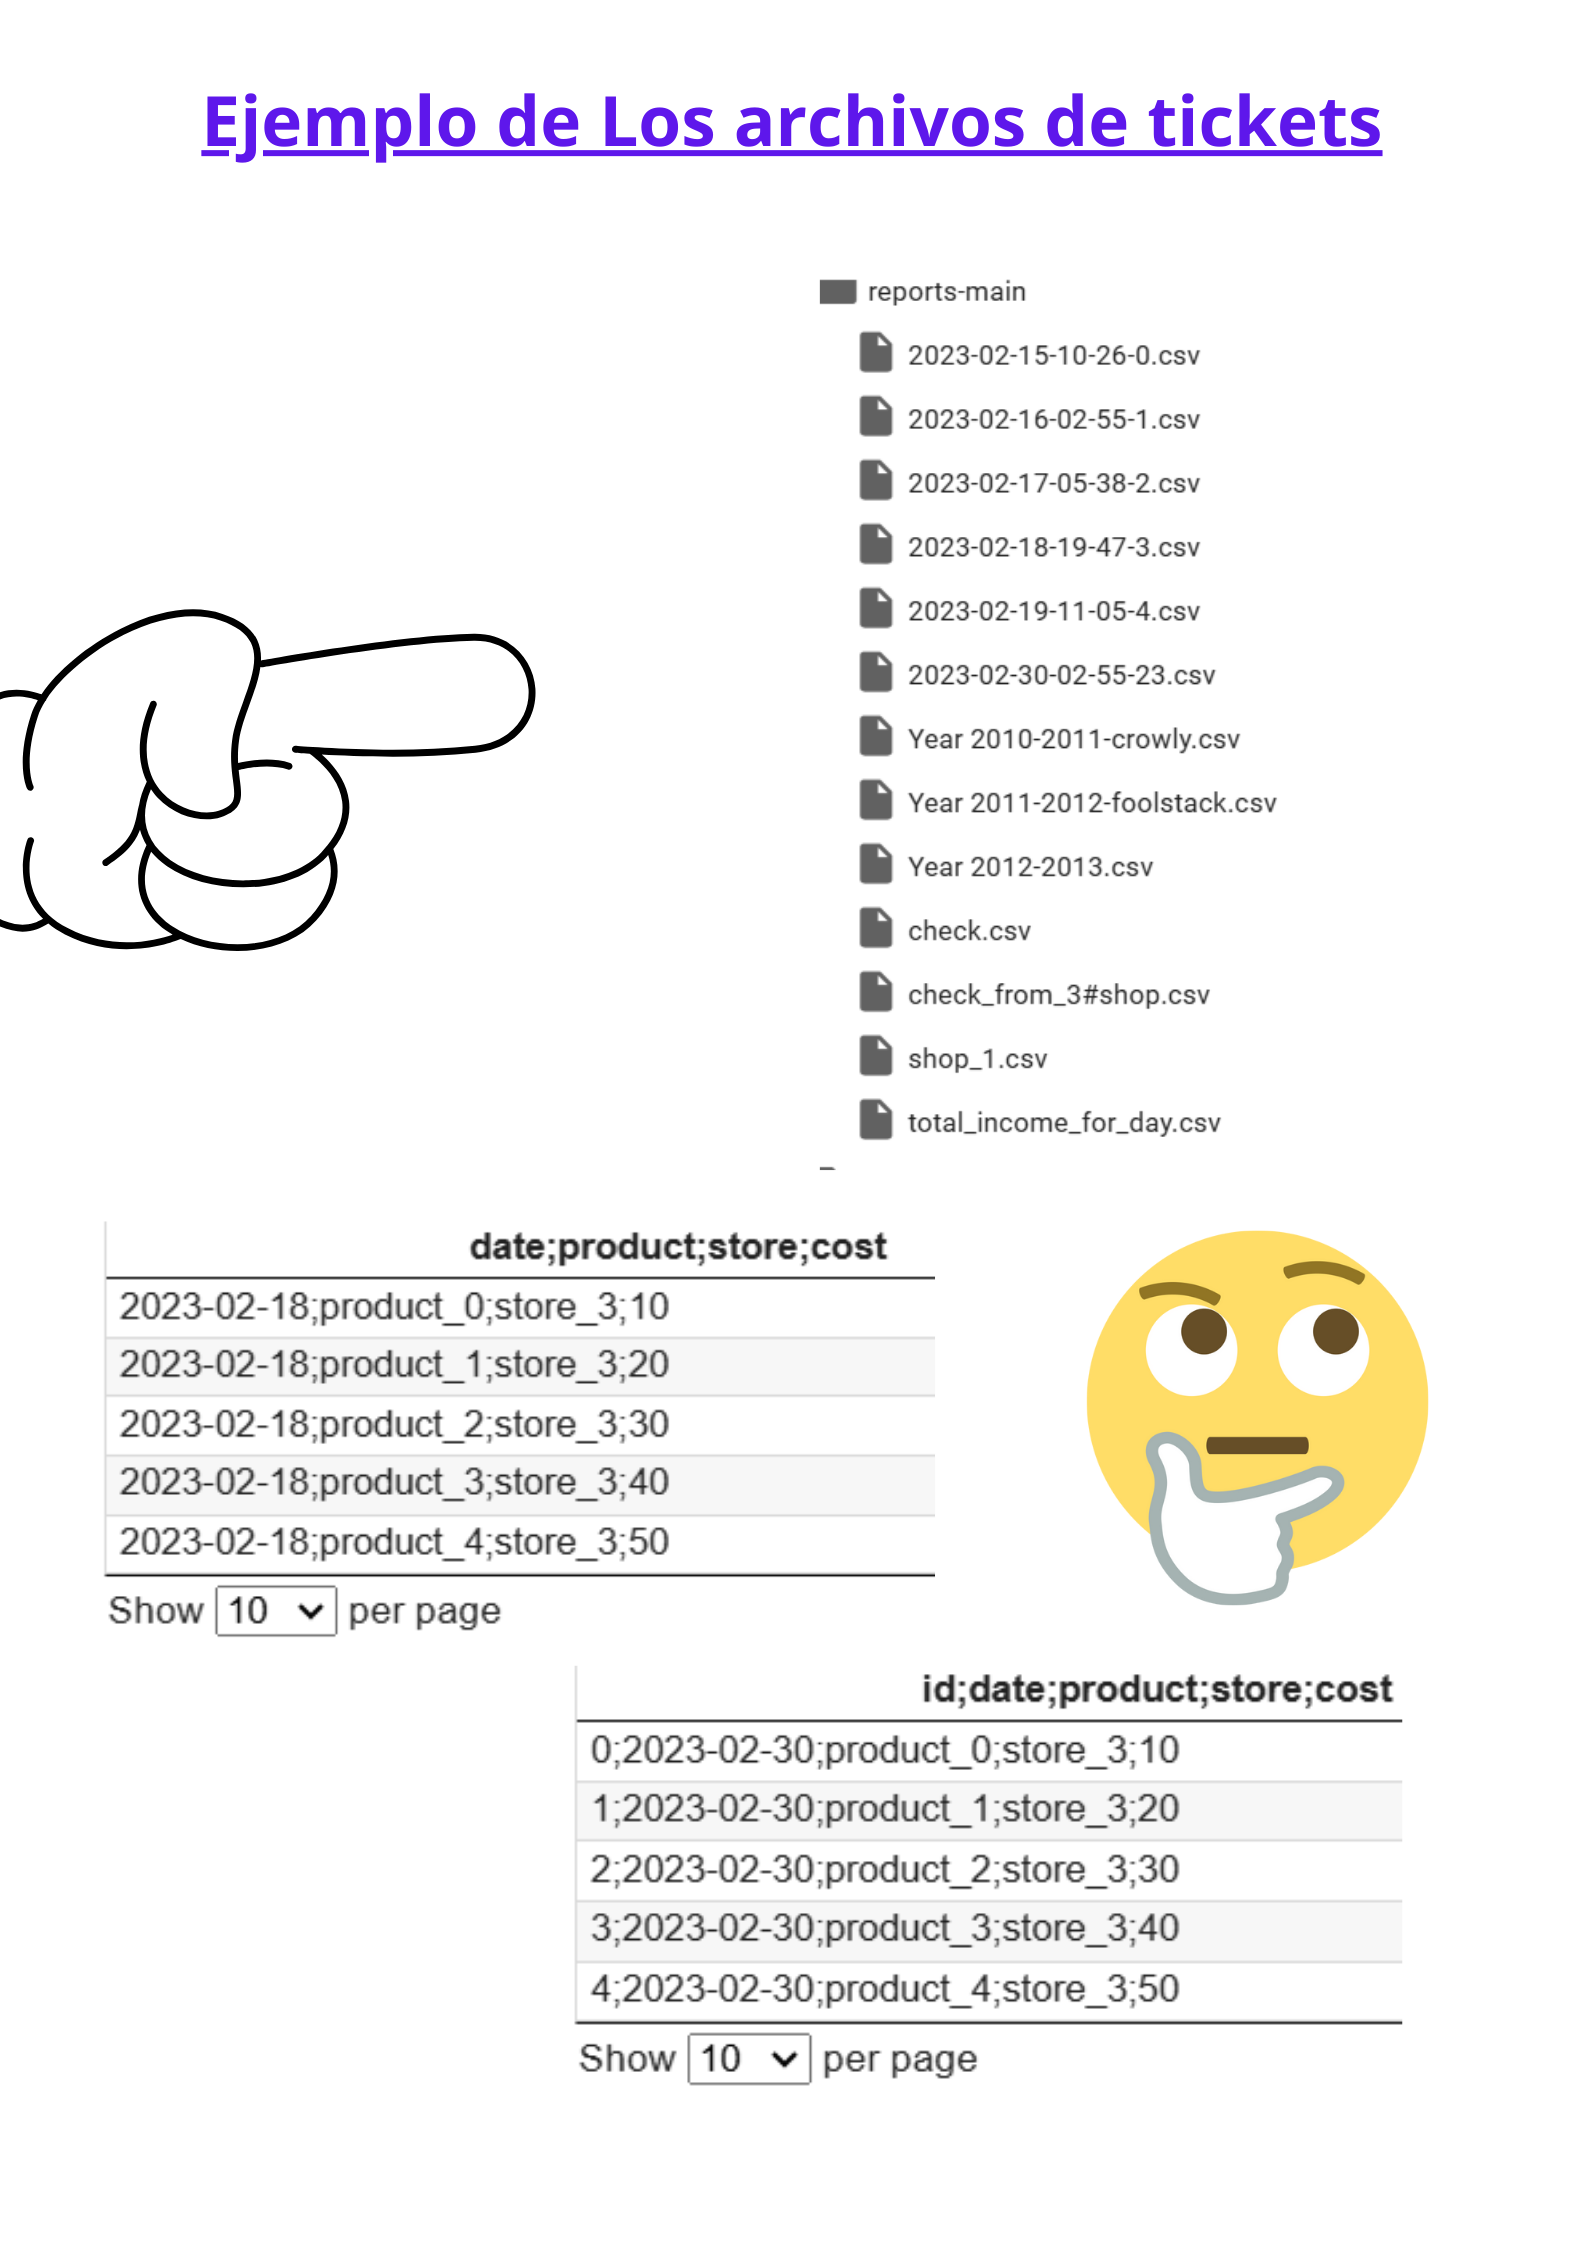 Ejemplo de Los archivos de tickets
reports-main
2023-02-15-10-26-0.csv
2023-02-16-02-55-1.csv
2023-02-17-05-38-2.csv
2023-02-18-19-47-3.csv
2023-02-19-11-05-4.csv
2023-02-30-02-55-23.csv
Year 2010-2011-crowly.csv
Year 2011-2012-foolstack.csv
Year 2012-2013.csv
check.csv
check_from_3#shop.csv
shop_1.csv
total_income_for_day.csv
date;product;store;cost
2023-02-18;product_0;store_3;10
2023-02-18;product_1;store_3;20
2023-02-18;product_2;store_3;30
2023-02-18;product_3;store_3;40
2023-02-18;product_4;store_3;50
Show 10 per page
id;date;product;store;cost
0;2023-02-30;product_0;store_3;10
1;2023-02-30;product_1;store_3;20
2;2023-02-30;product_2;store_3;30
3;2023-02-30;product_3;store_3;40
4;2023-02-30;product_4;store_3;50
Show 10 per page